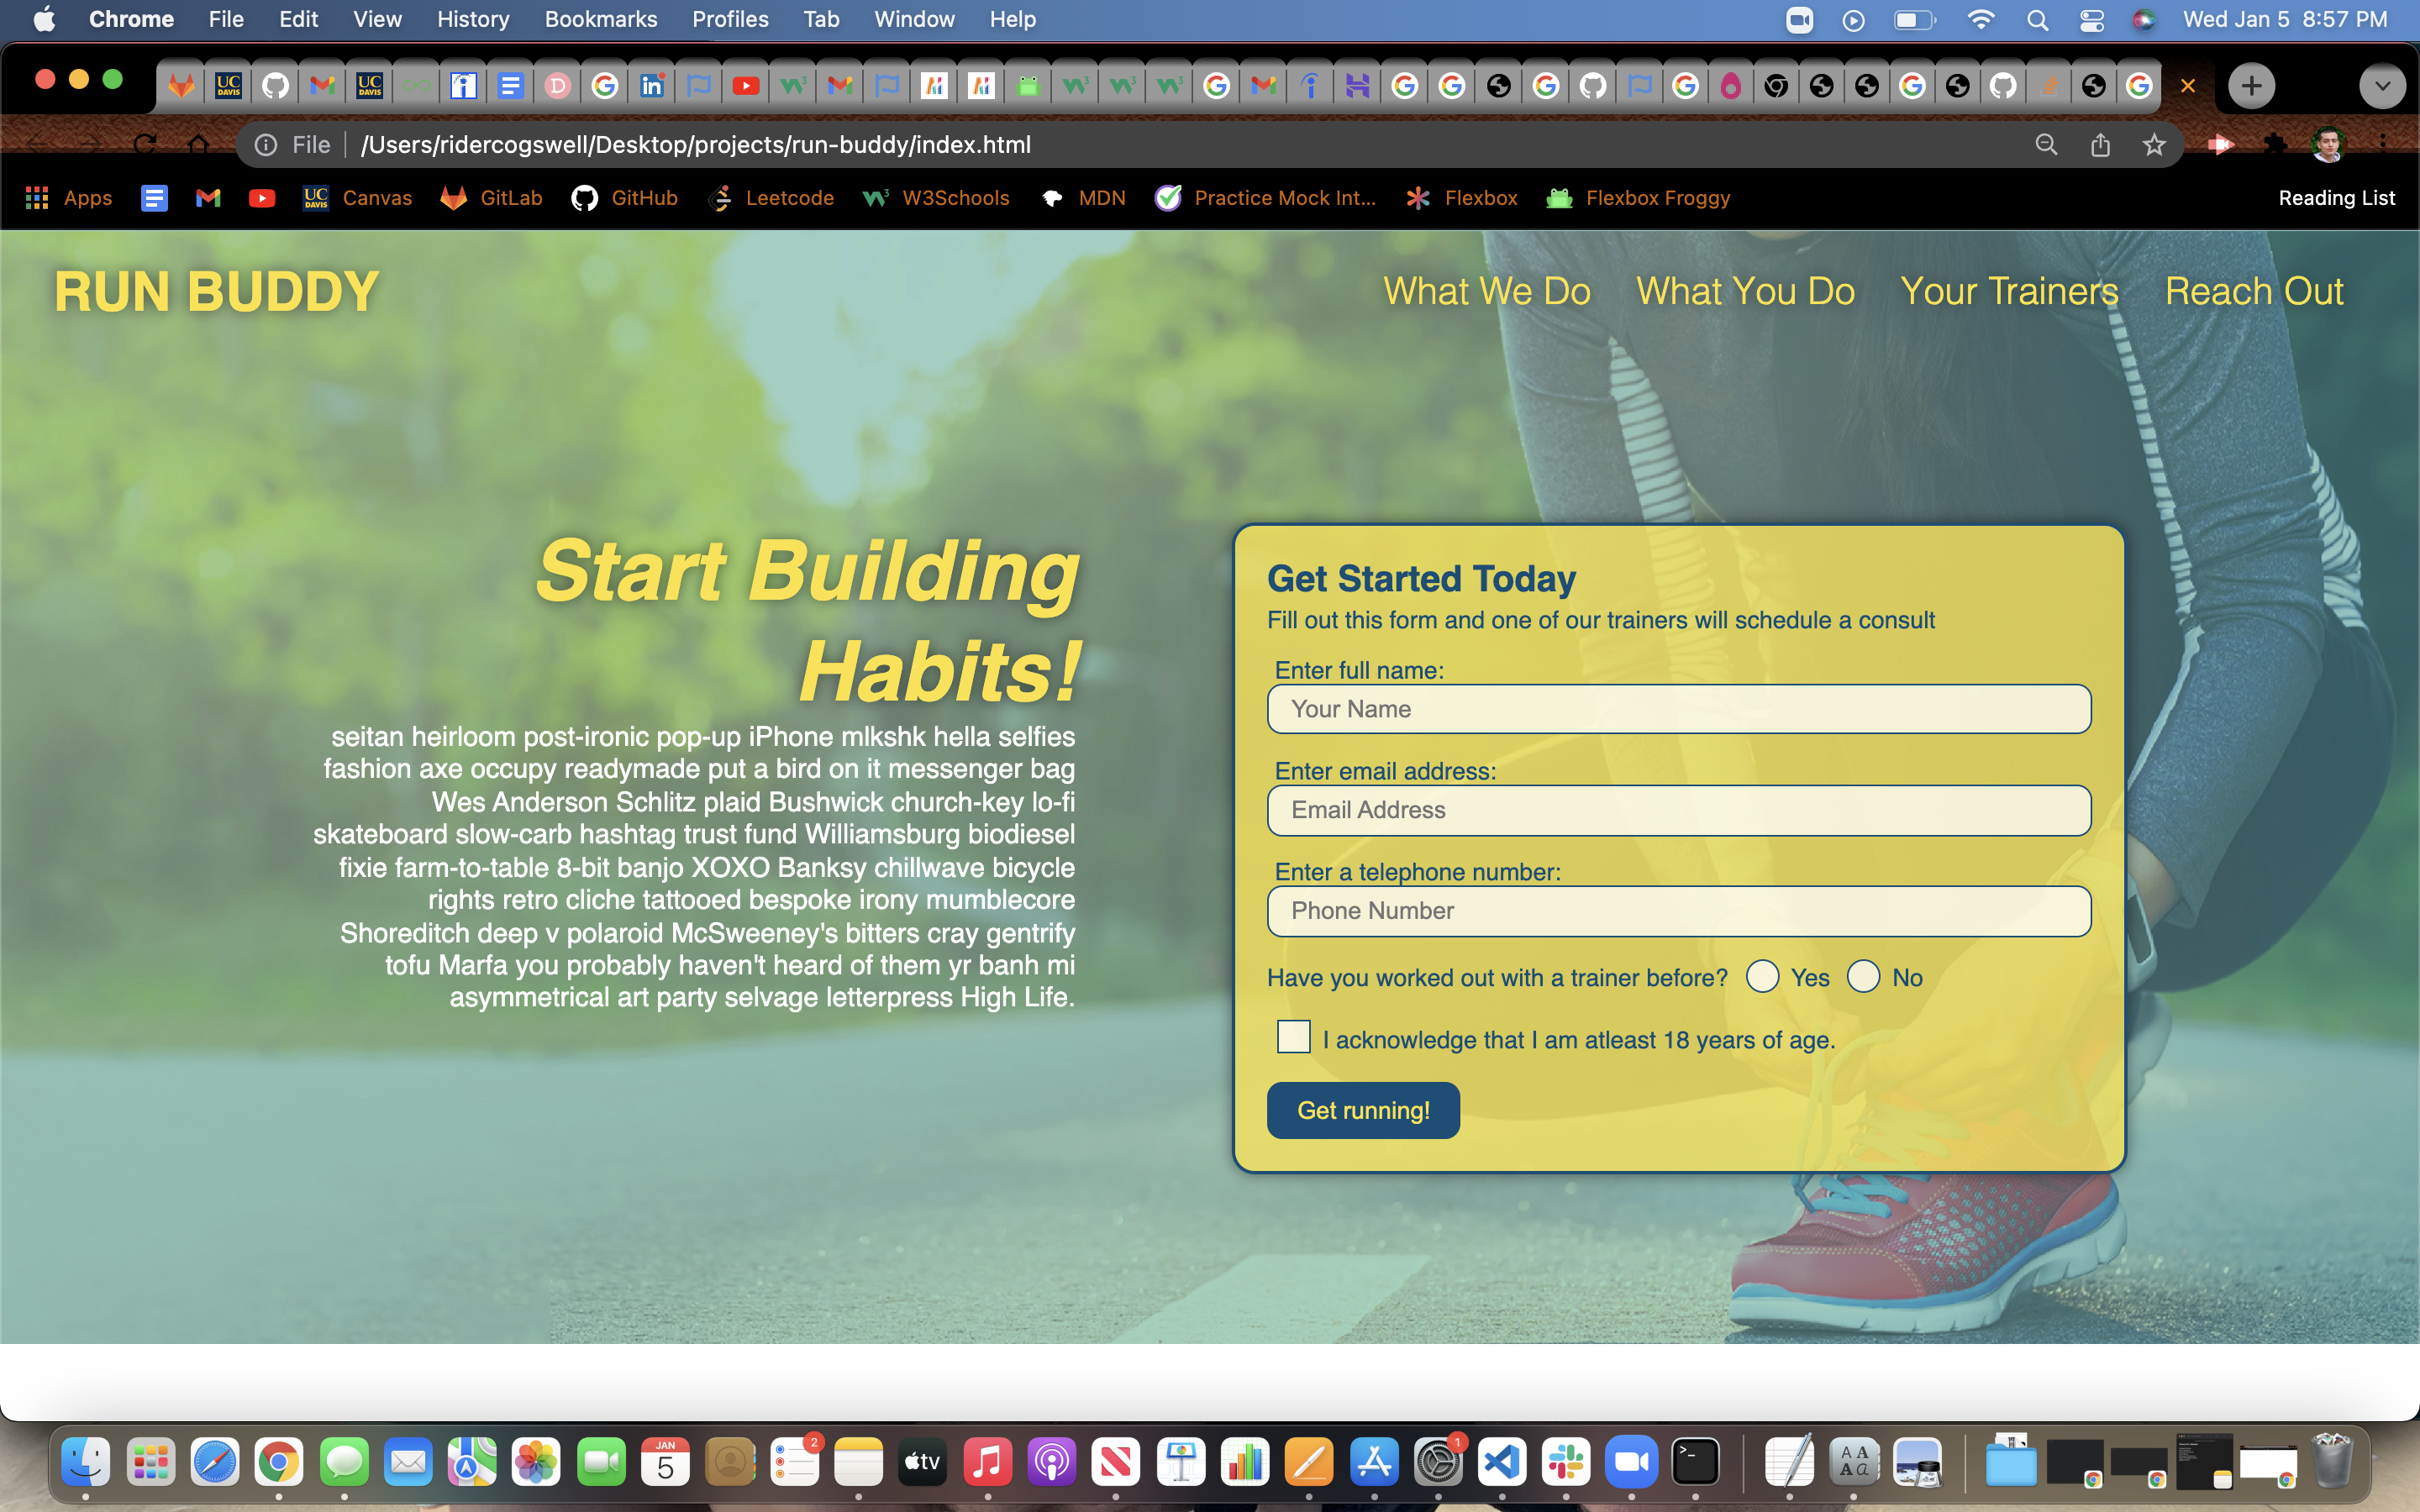 Chrome File Edit View History Bookmarks Profiles Tab Window Help Wed Jan 5 8:57 PM
File /Users/ridercogswell/Desktop/projects/run-buddy/index.html
Apps Canvas GitLab GitHub Leetcode W3Schools MDN Practice Mock Int... Flexbox Flexbox Froggy Reading List
RUN BUDDY What We Do What You Do Your Trainers Reach Out
Start Building
Habits!
seitan heirloom post-ironic pop-up iPhone mlkshk hella selfies
fashion axe occupy readymade put a bird on it messenger bag
Wes Anderson Schlitz plaid Bushwick church-key lo-fi
skateboard slow-carb hashtag trust fund Williamsburg biodiesel
fixie farm-to-table 8-bit banjo XOXO Banksy chillwave bicycle
rights retro cliche tattooed bespoke irony mumblecore
Shoreditch deep v polaroid McSweeney's bitters cray gentrify
tofu Marfa you probably haven't heard of them yr banh mi
asymmetrical art party selvage letterpress High Life.
Get Started Today
Fill out this form and one of our trainers will schedule a consult
Enter full name:
Your Name
Enter email address:
Email Address
Enter a telephone number:
Phone Number
Have you worked out with a trainer before? Yes No
I acknowledge that I am atleast 18 years of age.
Get running!
JAN
5
2
tv
1